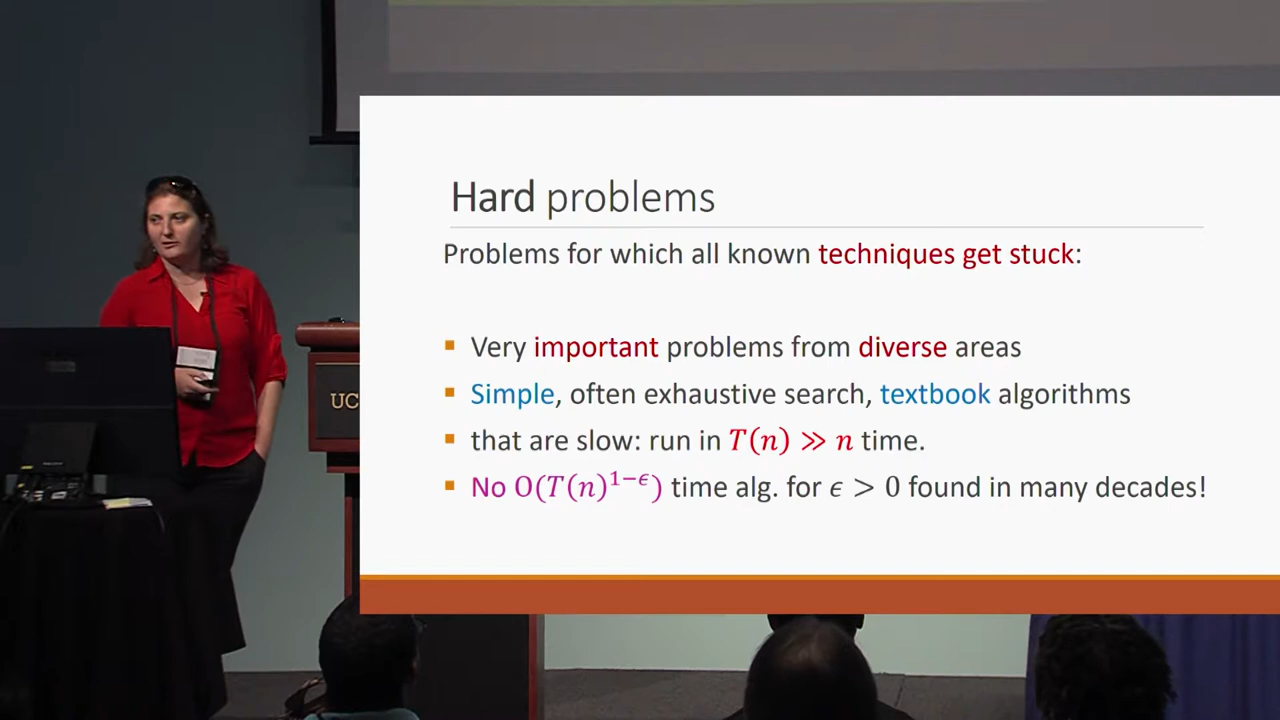 Hard problems
Problems for which all known techniques get stuck:
▪ Very important problems from diverse areas
▪ Simple, often exhaustive search, textbook algorithms
▪ that are slow: run in T(n) ≫ n time.
▪ No O(T(n)^{1−ϵ}) time alg. for ϵ > 0 found in many decades!
UC